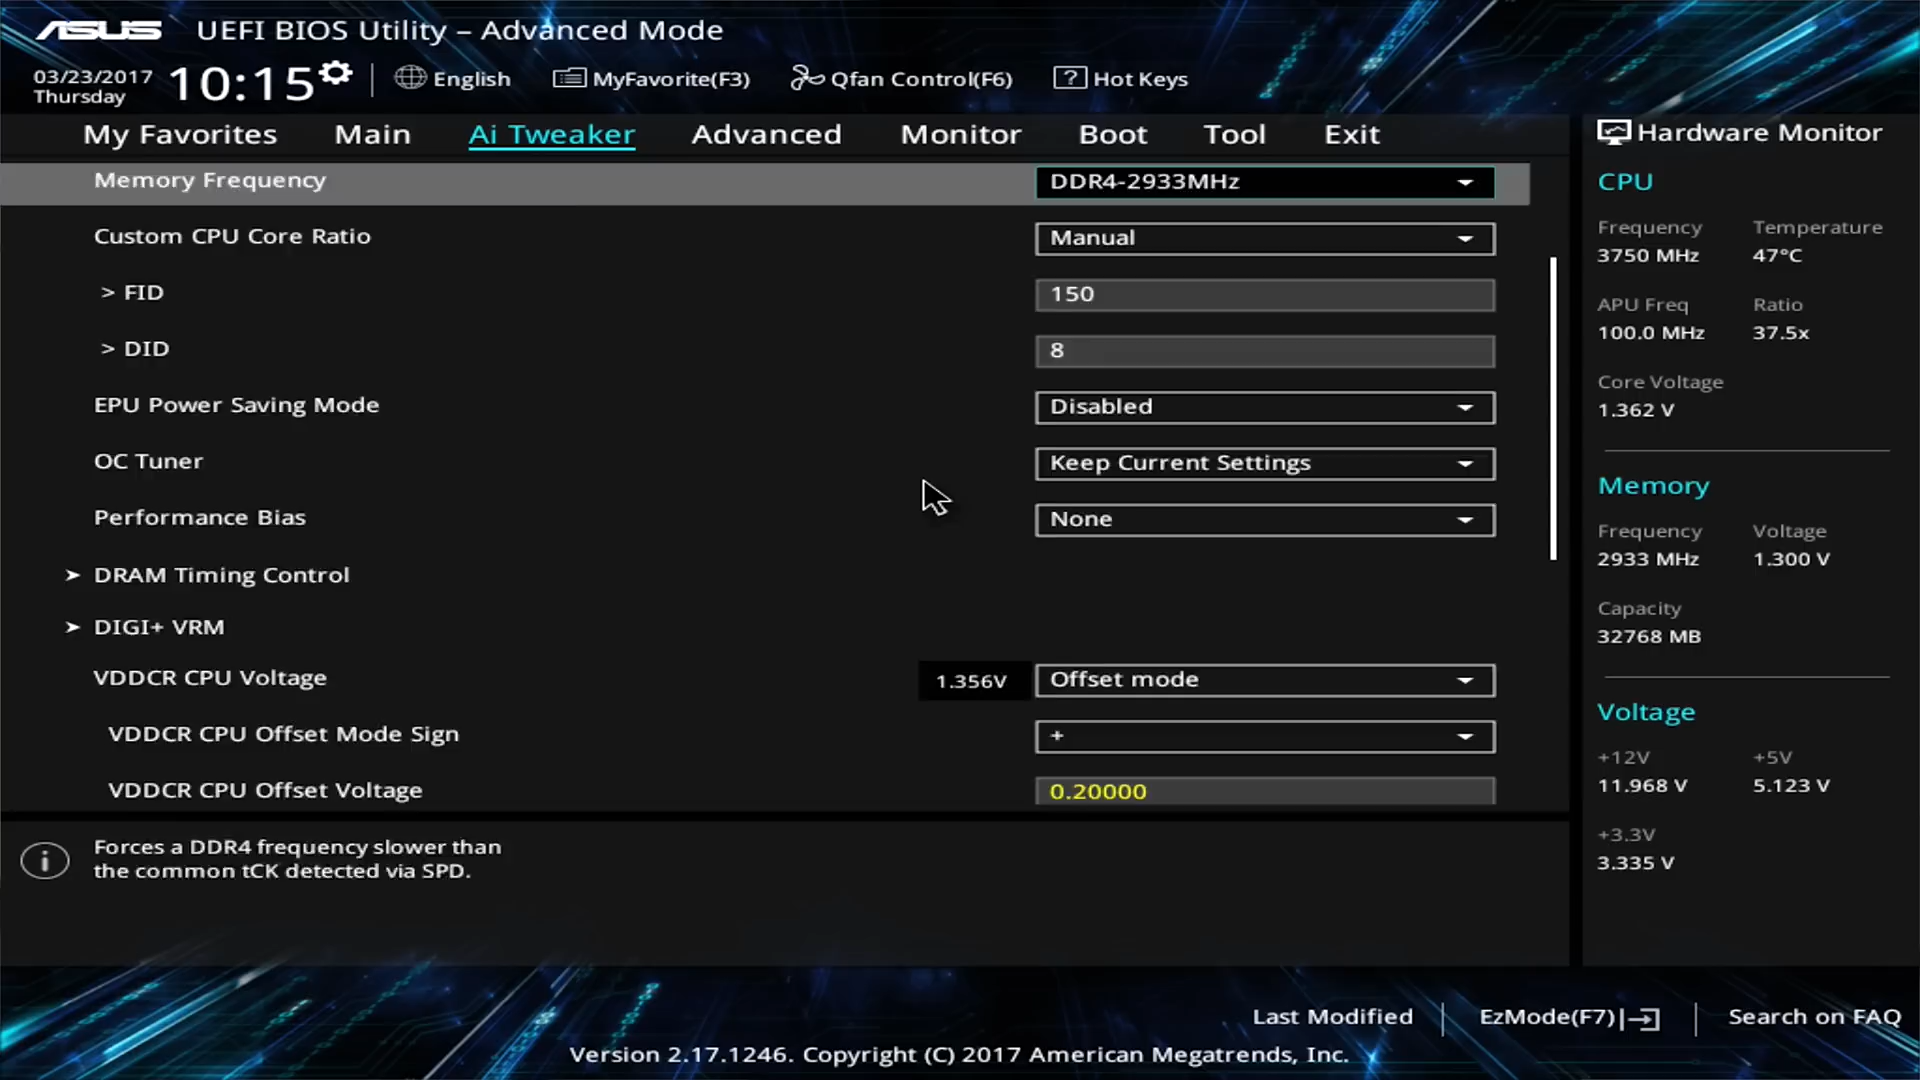 ASUS UEFI BIOS Utility – Advanced Mode
03/23/2017
Thursday
10:15
English
MyFavorite(F3)
Qfan Control(F6)
? Hot Keys
My Favorites Main Ai Tweaker Advanced Monitor Boot Tool Exit
Memory Frequency DDR4-2933MHz
Custom CPU Core Ratio Manual
> FID 150
> DID 8
EPU Power Saving Mode Disabled
OC Tuner Keep Current Settings
Performance Bias None
DRAM Timing Control
DIGI+ VRM
VDDCR CPU Voltage 1.356V Offset mode
VDDCR CPU Offset Mode Sign +
VDDCR CPU Offset Voltage 0.20000
i
Forces a DDR4 frequency slower than
the common tCK detected via SPD.
Hardware Monitor
CPU
Frequency Temperature
3750 MHz 47°C
APU Freq Ratio
100.0 MHz 37.5x
Core Voltage
1.362 V
Memory
Frequency Voltage
2933 MHz 1.300 V
Capacity
32768 MB
Voltage
+12V +5V
11.968 V 5.123 V
+3.3V
3.335 V
Last Modified
EzMode(F7)
Search on FAQ
Version 2.17.1246. Copyright (C) 2017 American Megatrends, Inc.